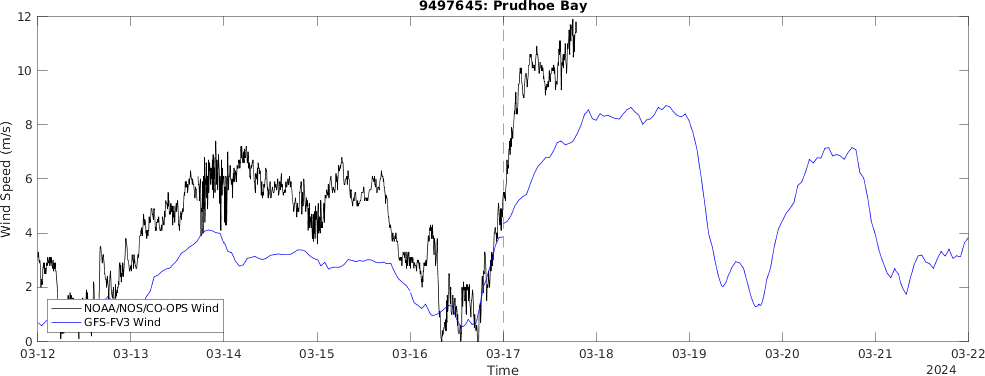 9497645: Prudhoe Bay
Wind Speed (m/s)
12
10
8
6
4
2
0
NOAA/NOS/CO-OPS Wind
GFS-FV3 Wind
03-12 03-13 03-14 03-15 03-16 03-17 03-18 03-19 03-20 03-21 03-22
Time
2024